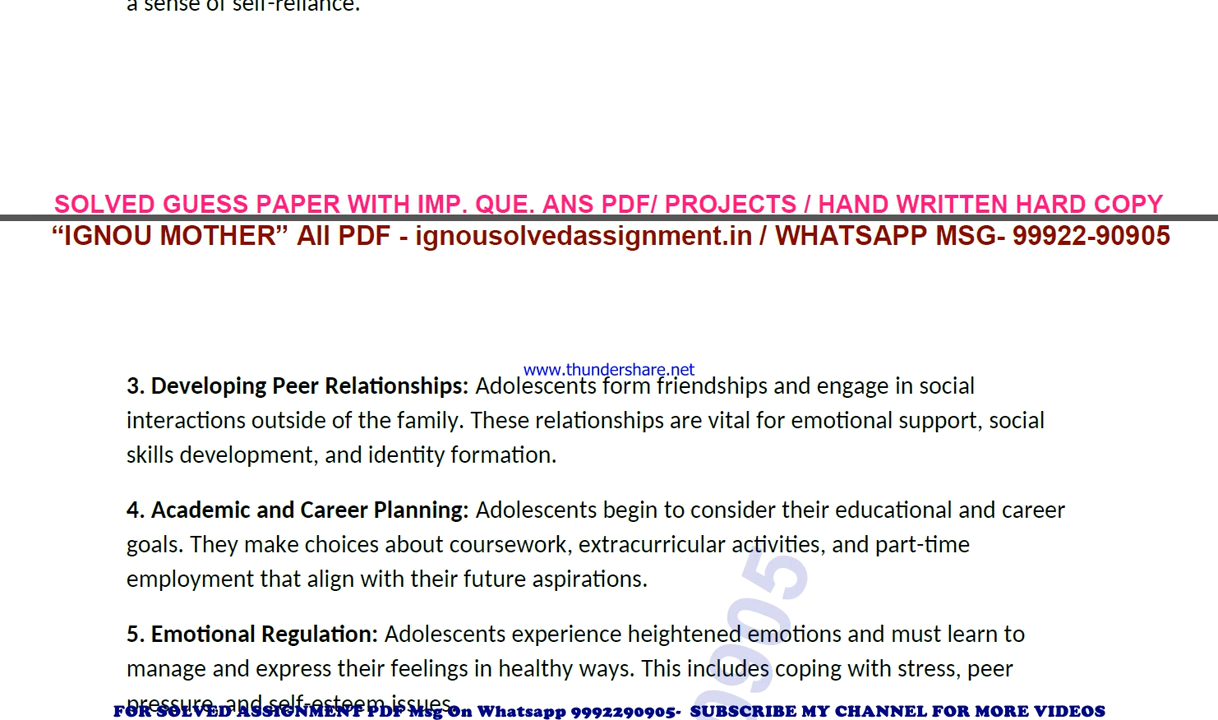 a sense of self-reliance.
SOLVED GUESS PAPER WITH IMP. QUE. ANS PDF/ PROJECTS / HAND WRITTEN HARD COPY
“IGNOU MOTHER” All PDF - ignousolvedassignment.in / WHATSAPP MSG- 99922-90905
www.thundershare.net
3. Developing Peer Relationships: Adolescents form friendships and engage in social
interactions outside of the family. These relationships are vital for emotional support, social
skills development, and identity formation.
4. Academic and Career Planning: Adolescents begin to consider their educational and career
goals. They make choices about coursework, extracurricular activities, and part-time
employment that align with their future aspirations.
5. Emotional Regulation: Adolescents experience heightened emotions and must learn to
manage and express their feelings in healthy ways. This includes coping with stress, peer
pressure, and self-esteem issues.
FOR SOLVED ASSIGNMENT PDF Msg On Whatsapp 9992290905- SUBSCRIBE MY CHANNEL FOR MORE VIDEOS
0905